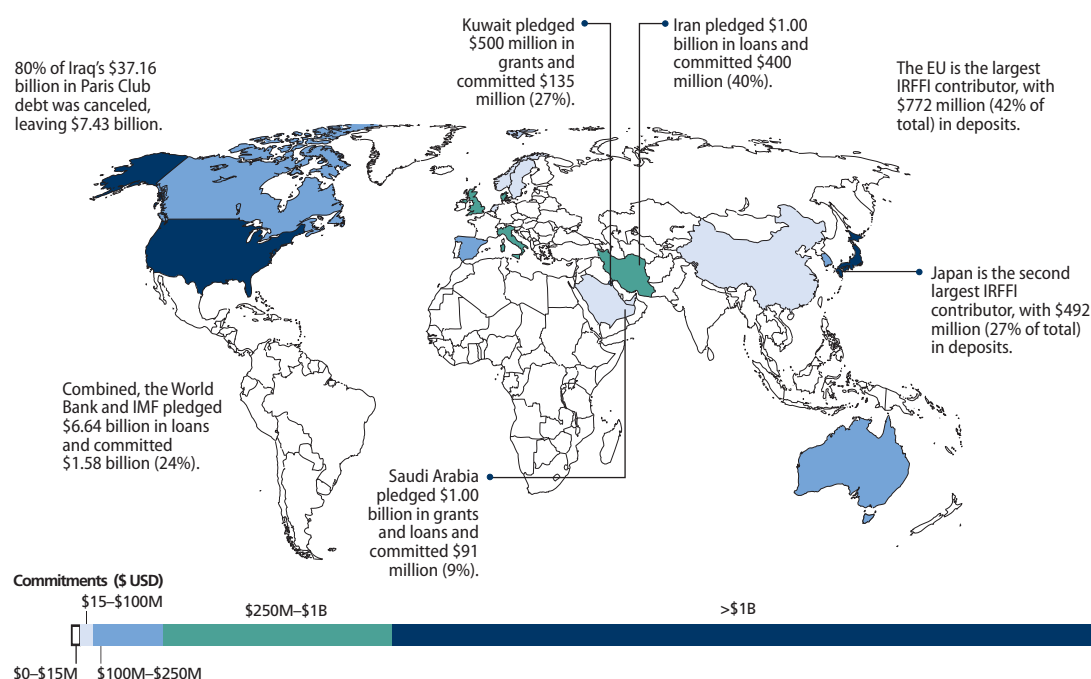 Kuwait pledged
$500 million in
grants and
committed $135
million (27%).
Iran pledged $1.00
billion in loans and
committed $400
million (40%).
80% of Iraq's $37.16
billion in Paris Club
debt was canceled,
leaving $7.43 billion.
The EU is the largest
IRFFI contributor, with
$772 million (42% of
total) in deposits.
Japan is the second
largest IRFFI
contributor, with $492
million (27% of total)
in deposits.
Combined, the World
Bank and IMF pledged
$6.64 billion in loans
and committed
$1.58 billion (24%).
Saudi Arabia
pledged $1.00
billion in grants
and loans and
committed $91
million (9%).
Commitments ($ USD)
$15–$100M
$250M–$1B
>$1B
$0–$15M
$100M–$250M